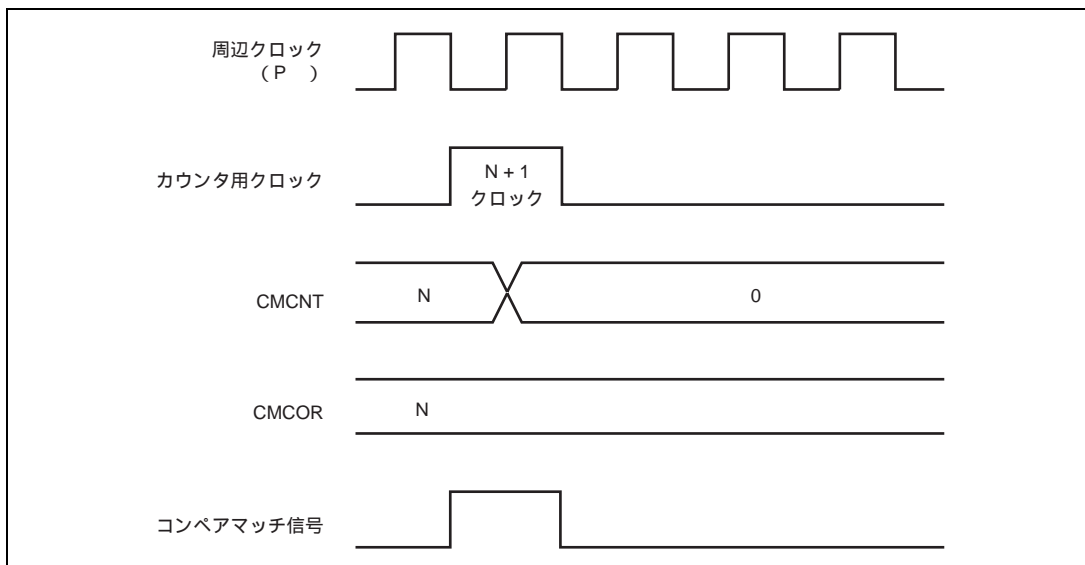 周辺クロック
（P　）
カウンタ用クロック
N + 1
クロック
CMCNT
N
0
CMCOR
N
コンペアマッチ信号